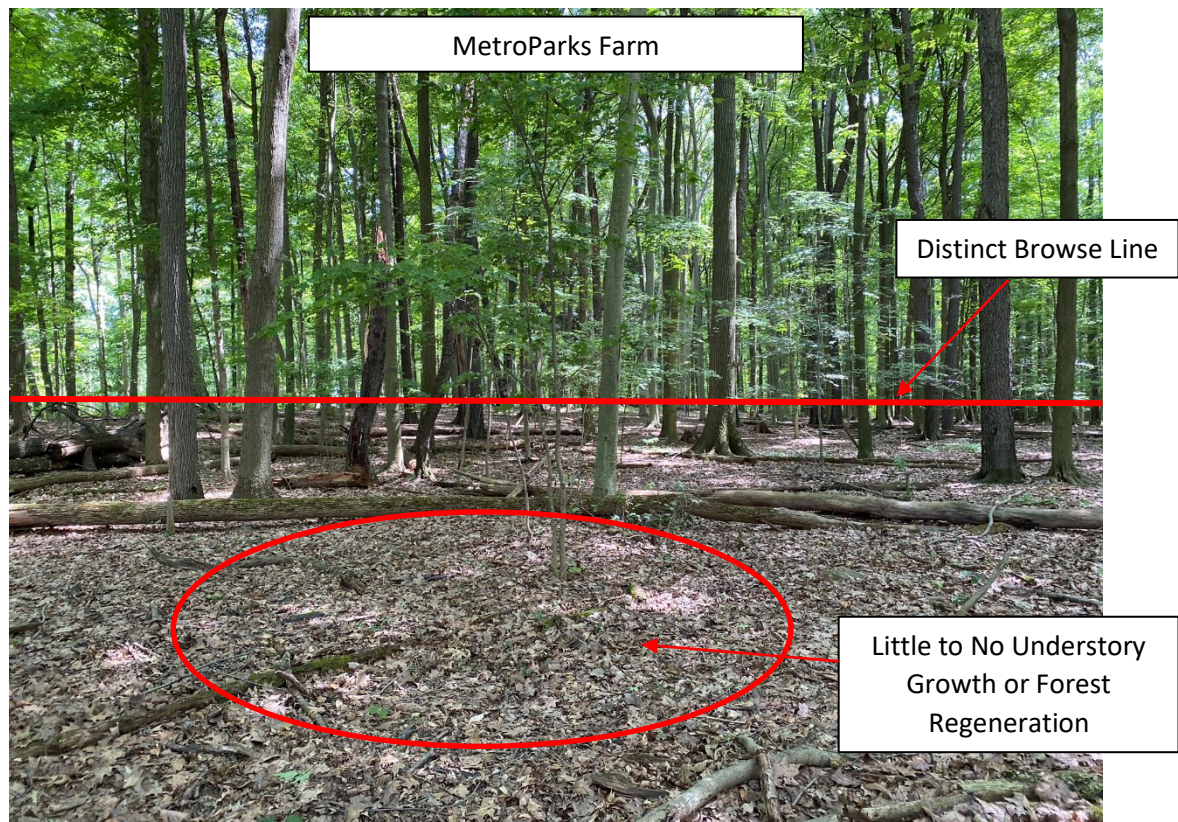 MetroParks Farm
Distinct Browse Line
Little to No Understory
Growth or Forest
Regeneration